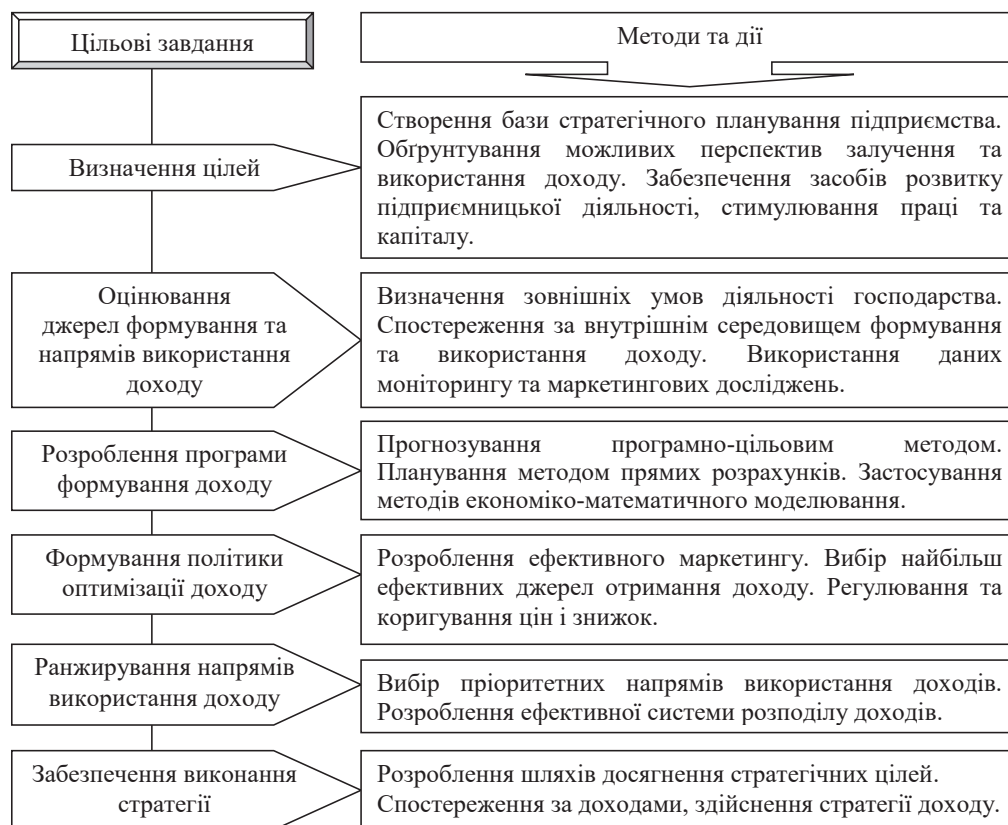 Цільові завдання
Методи та дії
Визначення цілей
Створення бази стратегічного планування підприємства.
Обґрунтування можливих перспектив залучення та
використання доходу. Забезпечення засобів розвитку
підприємницької діяльності, стимулювання праці та
капіталу.
Оцінювання
джерел формування та
напрямів використання
доходу
Визначення зовнішніх умов діяльності господарства.
Спостереження за внутрішнім середовищем формування
та використання доходу. Використання даних
моніторингу та маркетингових досліджень.
Розроблення програми
формування доходу
Прогнозування програмно-цільовим методом.
Планування методом прямих розрахунків. Застосування
методів економіко-математичного моделювання.
Формування політики
оптимізації доходу
Розроблення ефективного маркетингу. Вибір найбільш
ефективних джерел отримання доходу. Регулювання та
коригування цін і знижок.
Ранжирування напрямів
використання доходу
Вибір пріоритетних напрямів використання доходів.
Розроблення ефективної системи розподілу доходів.
Забезпечення виконання
стратегії
Розроблення шляхів досягнення стратегічних цілей.
Спостереження за доходами, здійснення стратегії доходу.